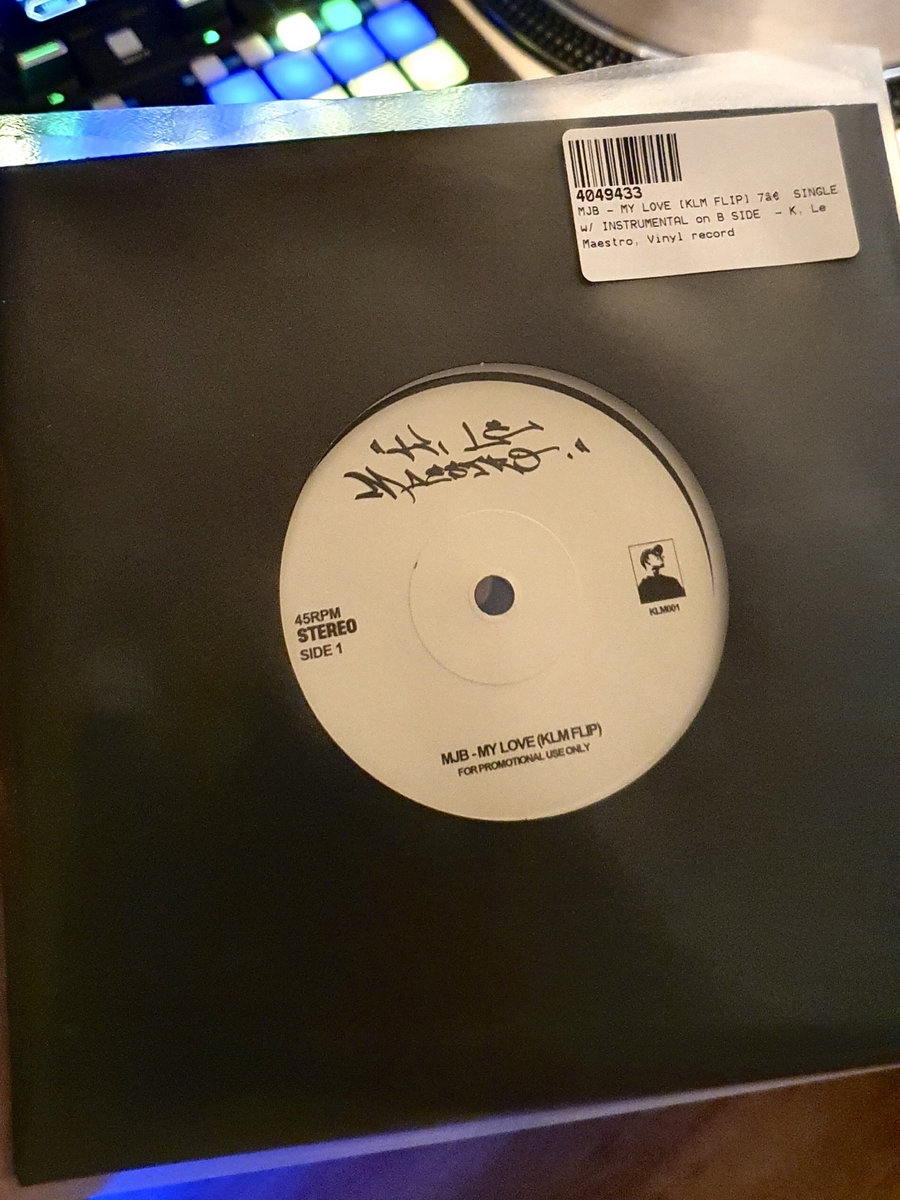 4049433
MJB - MY LOVE [KLM FLIP] 7â€ SINGLE
w/ INSTRUMENTAL on B SIDE - K, Le
Maestro, Vinyl record
"K, Le
Maestro.."
45RPM
STEREO
SIDE 1
KLM001
MJB - MY LOVE (KLM FLIP)
FOR PROMOTIONAL USE ONLY